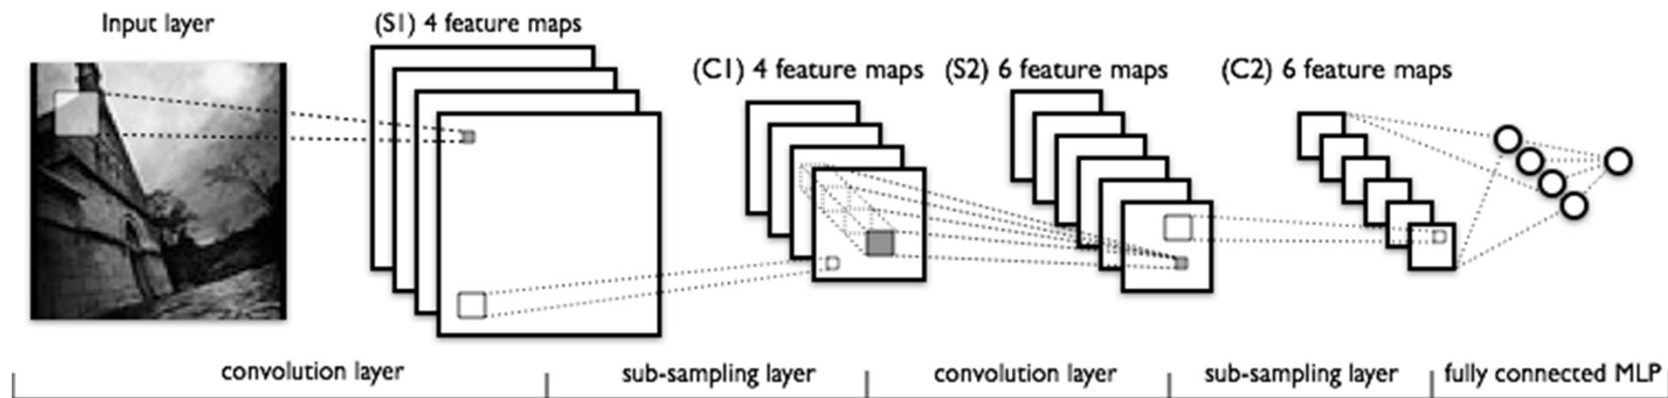 Input layer
(S1) 4 feature maps
(C1) 4 feature maps
(S2) 6 feature maps
(C2) 6 feature maps
convolution layer
sub-sampling layer
convolution layer
sub-sampling layer
fully connected MLP